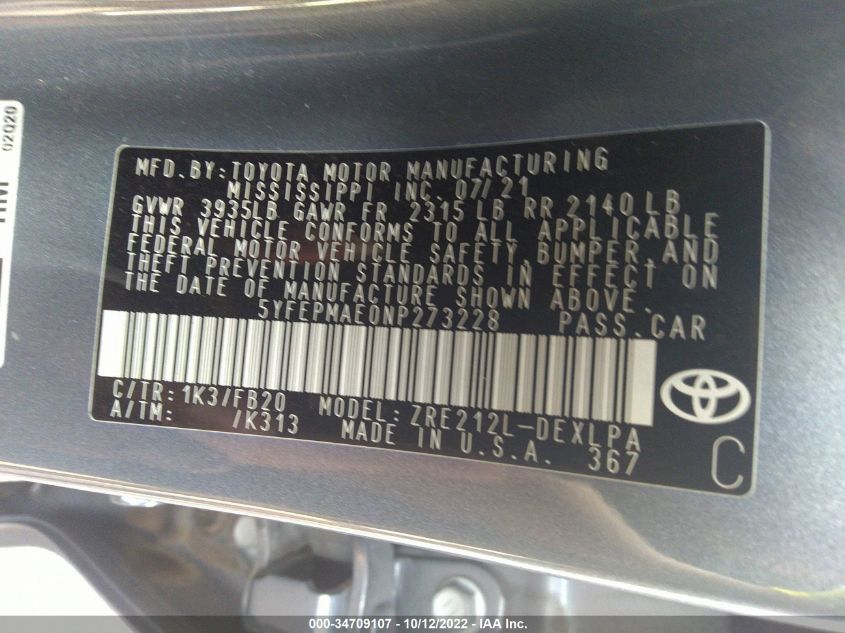 02020
MFD.BY:TOYOTA MOTOR MANUFACTURING
MISSISSIPPI INC. 07/21
GVWR 3935LB GAWR FR 2315 LB RR 2140 LB
THIS VEHICLE CONFORMS TO ALL APPLICABLE
FEDERAL MOTOR VEHICLE SAFETY, BUMPER, AND
THEFT PREVENTION STANDARDS IN EFFECT ON
THE DATE OF MANUFACTURE SHOWN ABOVE.
5YFEPMAE0NP273228 PASS.CAR
C/TR: 1K3/FB20 MODEL: ZRE212L-DEXLPA
A/TM: /K313 MADE IN U.S.A. 367
C
000-34709107 - 10/12/2022 - IAA Inc.